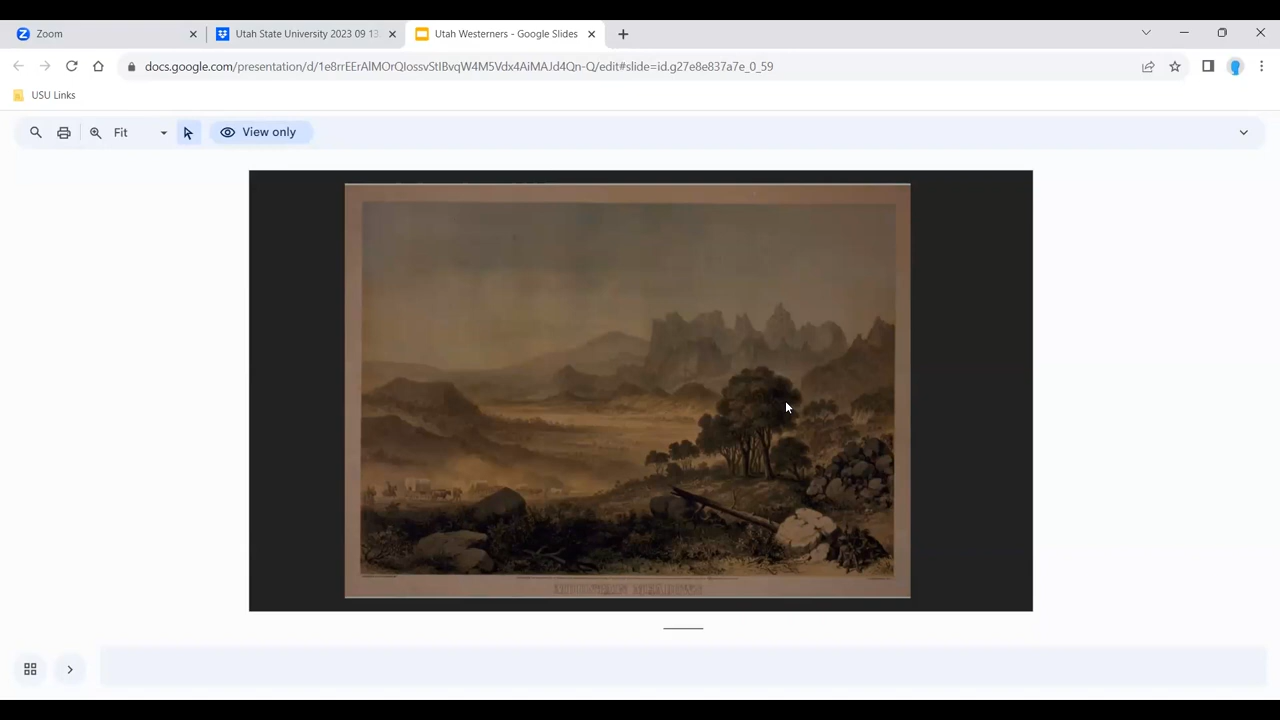 Zoom
Utah State University 2023 09 13
Utah Westerners - Google Slides
docs.google.com/presentation/d/1e8rrEErAlMOrQlossvStIBvqW4M5Vdx4AiMAJd4Qn-Q/edit#slide=id.g27e8e837a7e_0_59
USU Links
Fit
View only